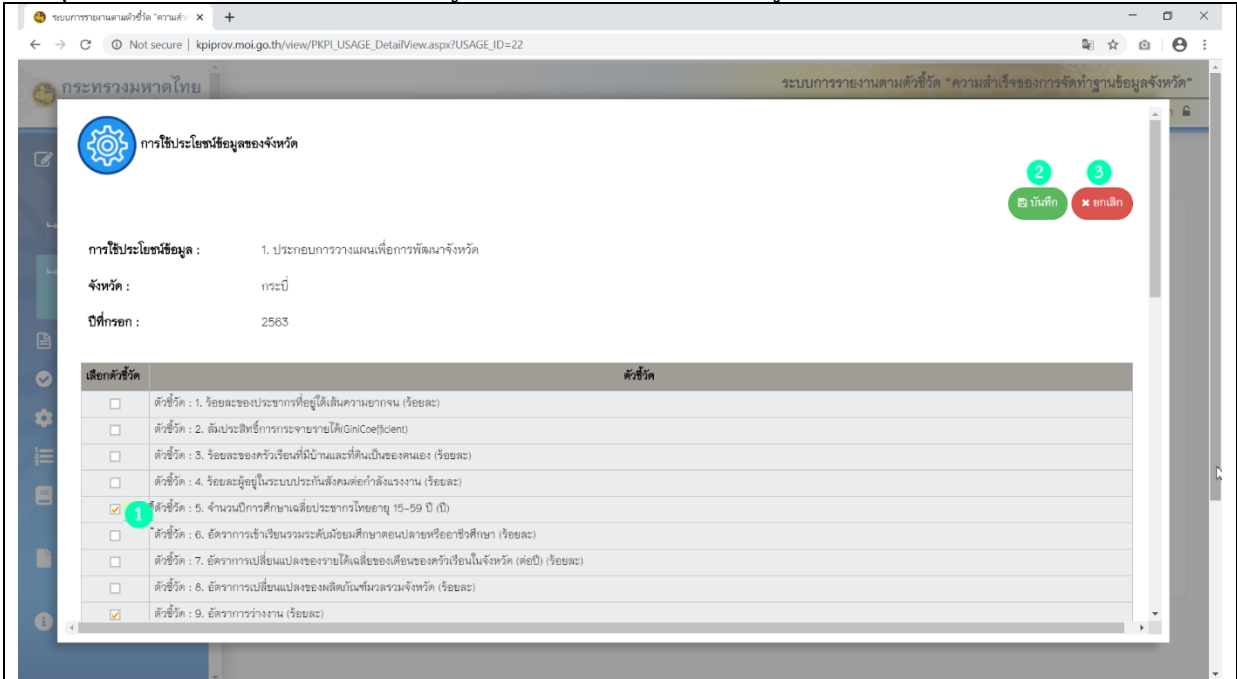 ระบบการรายงานตามตัวชี้วัด "ความสำเ
Not secure | kpiprov.moi.go.th/view/PKPI_USAGE_DetailView.aspx?USAGE_ID=22
กระทรวงมหาดไทย
ระบบการรายงานตามตัวชี้วัด "ความสำเร็จของการจัดทำฐานข้อมูลจังหวัด"
การใช้ประโยชน์ข้อมูลของจังหวัด
2 3
บันทึก ยกเลิก
การใช้ประโยชน์ข้อมูล : 1. ประกอบการวางแผนเพื่อการพัฒนาจังหวัด
จังหวัด : กระบี่
ปีที่กรอก : 2563
เลือกตัวชี้วัด ตัวชี้วัด
ตัวชี้วัด : 1. ร้อยละของประชากรที่อยู่ใต้เส้นความยากจน (ร้อยละ)
ตัวชี้วัด : 2. สัมประสิทธิ์การกระจายรายได้(GiniCoefficient)
ตัวชี้วัด : 3. ร้อยละของครัวเรือนที่มีบ้านและที่ดินเป็นของตนเอง (ร้อยละ)
ตัวชี้วัด : 4. ร้อยละผู้อยู่ในระบบประกันสังคมต่อกำลังแรงงาน (ร้อยละ)
1 ตัวชี้วัด : 5. จำนวนปีการศึกษาเฉลี่ยประชากรไทยอายุ 15-59 ปี (ปี)
ตัวชี้วัด : 6. อัตราการเข้าเรียนรวมระดับมัธยมศึกษาตอนปลายหรืออาชีวศึกษา (ร้อยละ)
ตัวชี้วัด : 7. อัตราการเปลี่ยนแปลงของรายได้เฉลี่ยของเดือนของครัวเรือนในจังหวัด (ต่อปี) (ร้อยละ)
ตัวชี้วัด : 8. อัตราการเปลี่ยนแปลงของผลิตภัณฑ์มวลรวมจังหวัด (ร้อยละ)
ตัวชี้วัด : 9. อัตราการว่างงาน (ร้อยละ)